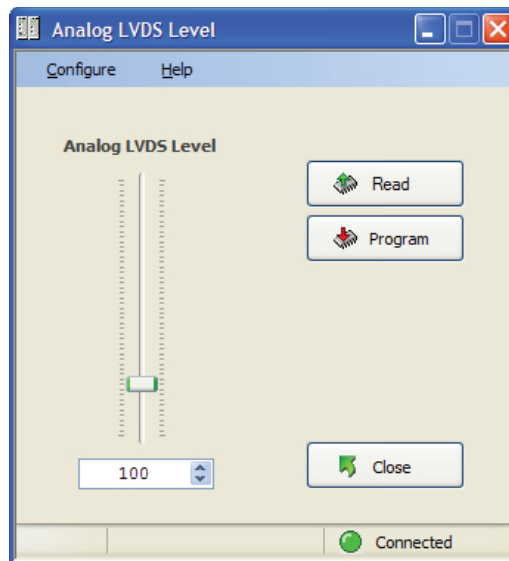 Analog LVDS Level
Configure Help
Analog LVDS Level
Read
Program
100
Close
Connected